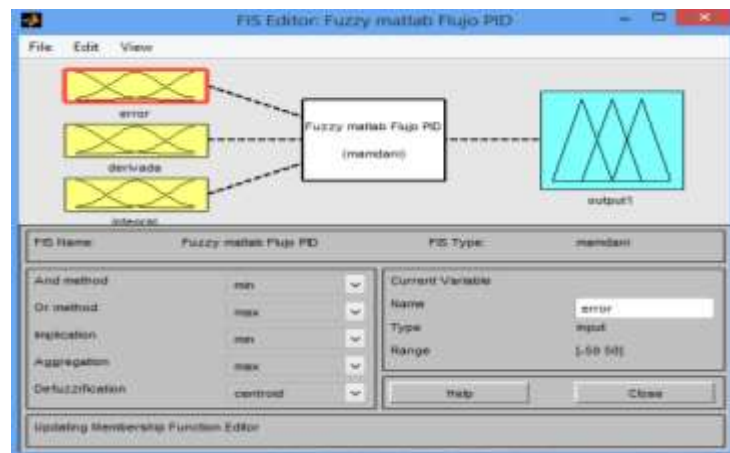 FIS Editor: Fuzzy matlab Flujo PID
File Edit View
error
derivada
integral
Fuzzy matlab Flujo PID
(mamdani)
output1
FIS Name: Fuzzy matlab Flujo PID FIS Type: mamdani
And method min
Or method max
Implication min
Aggregation max
Defuzzification centroid
Current Variable
Name error
Type input
Range [-50 50]
Help Close
Updating Membership Function Editor